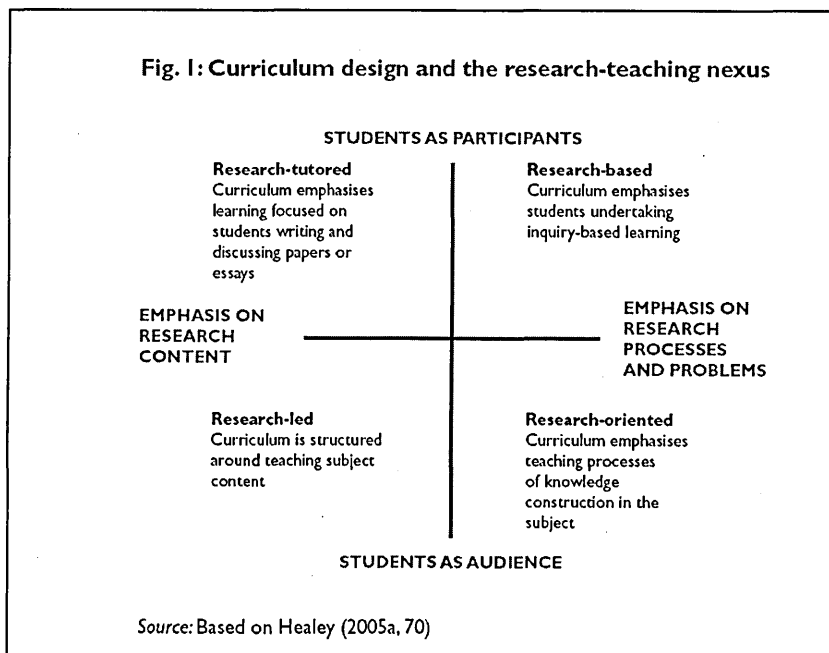 Fig. 1: Curriculum design and the research-teaching nexus
STUDENTS AS PARTICIPANTS
Research-tutored
Curriculum emphasises
learning focused on
students writing and
discussing papers or
essays
Research-based
Curriculum emphasises
students undertaking
inquiry-based learning
EMPHASIS ON
RESEARCH
CONTENT
EMPHASIS ON
RESEARCH
PROCESSES
AND PROBLEMS
Research-led
Curriculum is structured
around teaching subject
content
Research-oriented
Curriculum emphasises
teaching processes
of knowledge
construction in the
subject
STUDENTS AS AUDIENCE
Source: Based on Healey (2005a, 70)